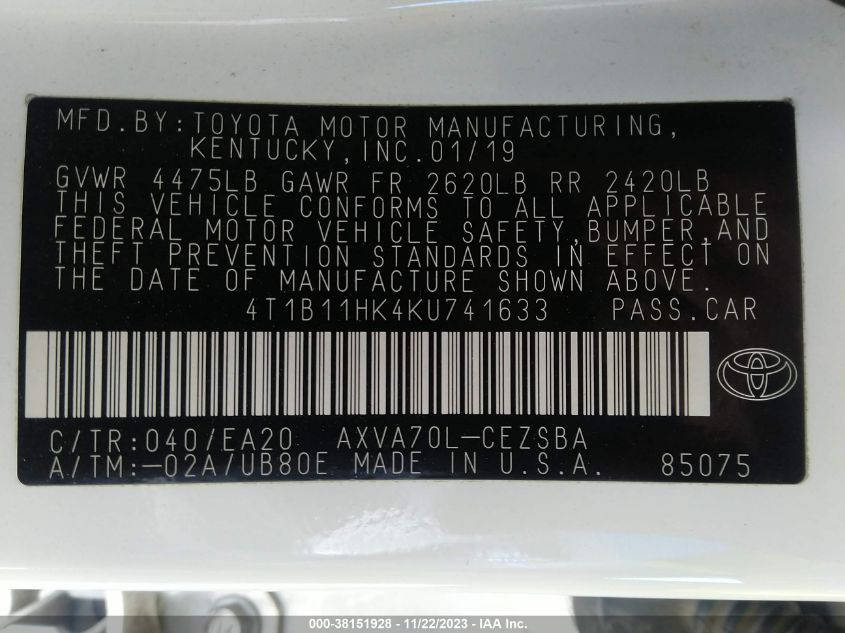 MFD.BY:TOYOTA MOTOR MANUFACTURING,
KENTUCKY,INC.01/19
GVWR 4475LB GAWR FR 2620LB RR 2420LB
THIS VEHICLE CONFORMS TO ALL APPLICABLE
FEDERAL MOTOR VEHICLE SAFETY,BUMPER,AND
THEFT PREVENTION STANDARDS IN EFFECT ON
THE DATE OF MANUFACTURE SHOWN ABOVE.
4T1B11HK4KU741633 PASS.CAR
C/TR:040/EA20 AXVA70L-CEZSBA
A/TM:-02A/UB80E MADE IN U.S.A. 85075
000-38151928 - 11/22/2023 - IAA Inc.